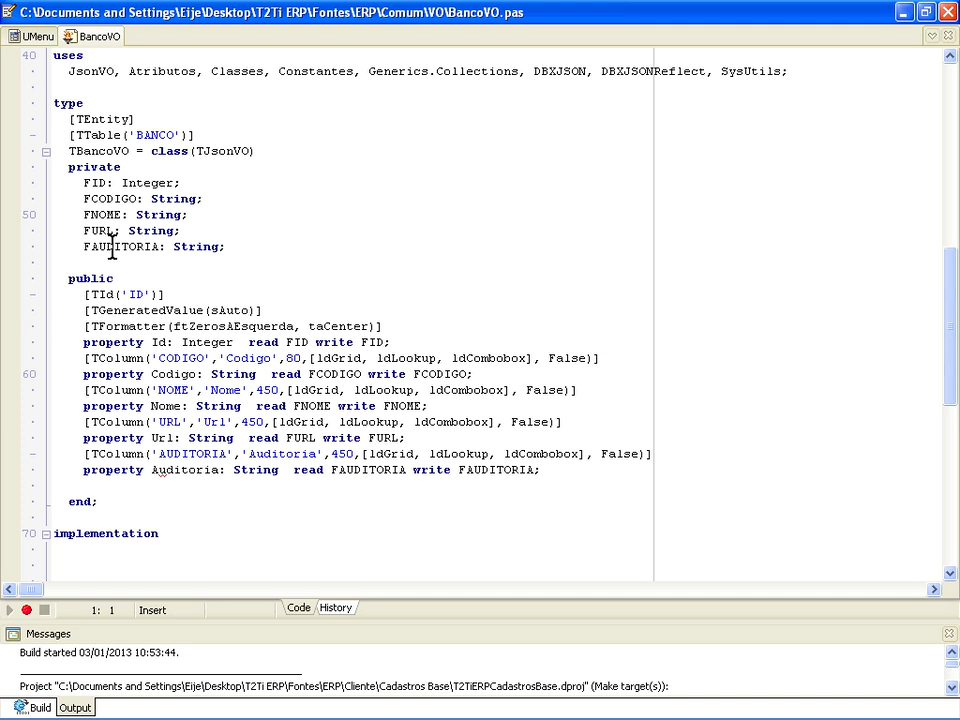 C:\Documents and Settings\Eije\Desktop\T2Ti ERP\Fontes\ERP\Comum\VO\BancoVO.pas
UMenu BancoVO
40 uses
JsonVO, Atributos, Classes, Constantes, Generics.Collections, DBXJSON, DBXJSONReflect, SysUtils;
type
[TEntity]
[TTable('BANCO')]
TBancoVO = class(TJsonVO)
private
FID: Integer;
FCODIGO: String;
50 FNOME: String;
FURL: String;
FAUDITORIA: String;
public
[TId('ID')]
[TGeneratedValue(sAuto)]
[TFormatter(ftZerosAEsquerda, taCenter)]
property Id: Integer  read FID write FID;
[TColumn('CODIGO','Codigo',80,[ldGrid, ldLookup, ldCombobox], False)]
60 property Codigo: String  read FCODIGO write FCODIGO;
[TColumn('NOME','Nome',450,[ldGrid, ldLookup, ldCombobox], False)]
property Nome: String  read FNOME write FNOME;
[TColumn('URL','Url',450,[ldGrid, ldLookup, ldCombobox], False)]
property Url: String  read FURL write FURL;
[TColumn('AUDITORIA','Auditoria',450,[ldGrid, ldLookup, ldCombobox], False)]
property Auditoria: String  read FAUDITORIA write FAUDITORIA;
end;
70 implementation
1: 1 Insert Code History
Messages
Build started 03/01/2013 10:53:44.
Project "C:\Documents and Settings\Eije\Desktop\T2Ti ERP\Fontes\ERP\Cliente\Cadastros Base\T2TiERPCadastrosBase.dproj" (Make target(s)):
Build Output